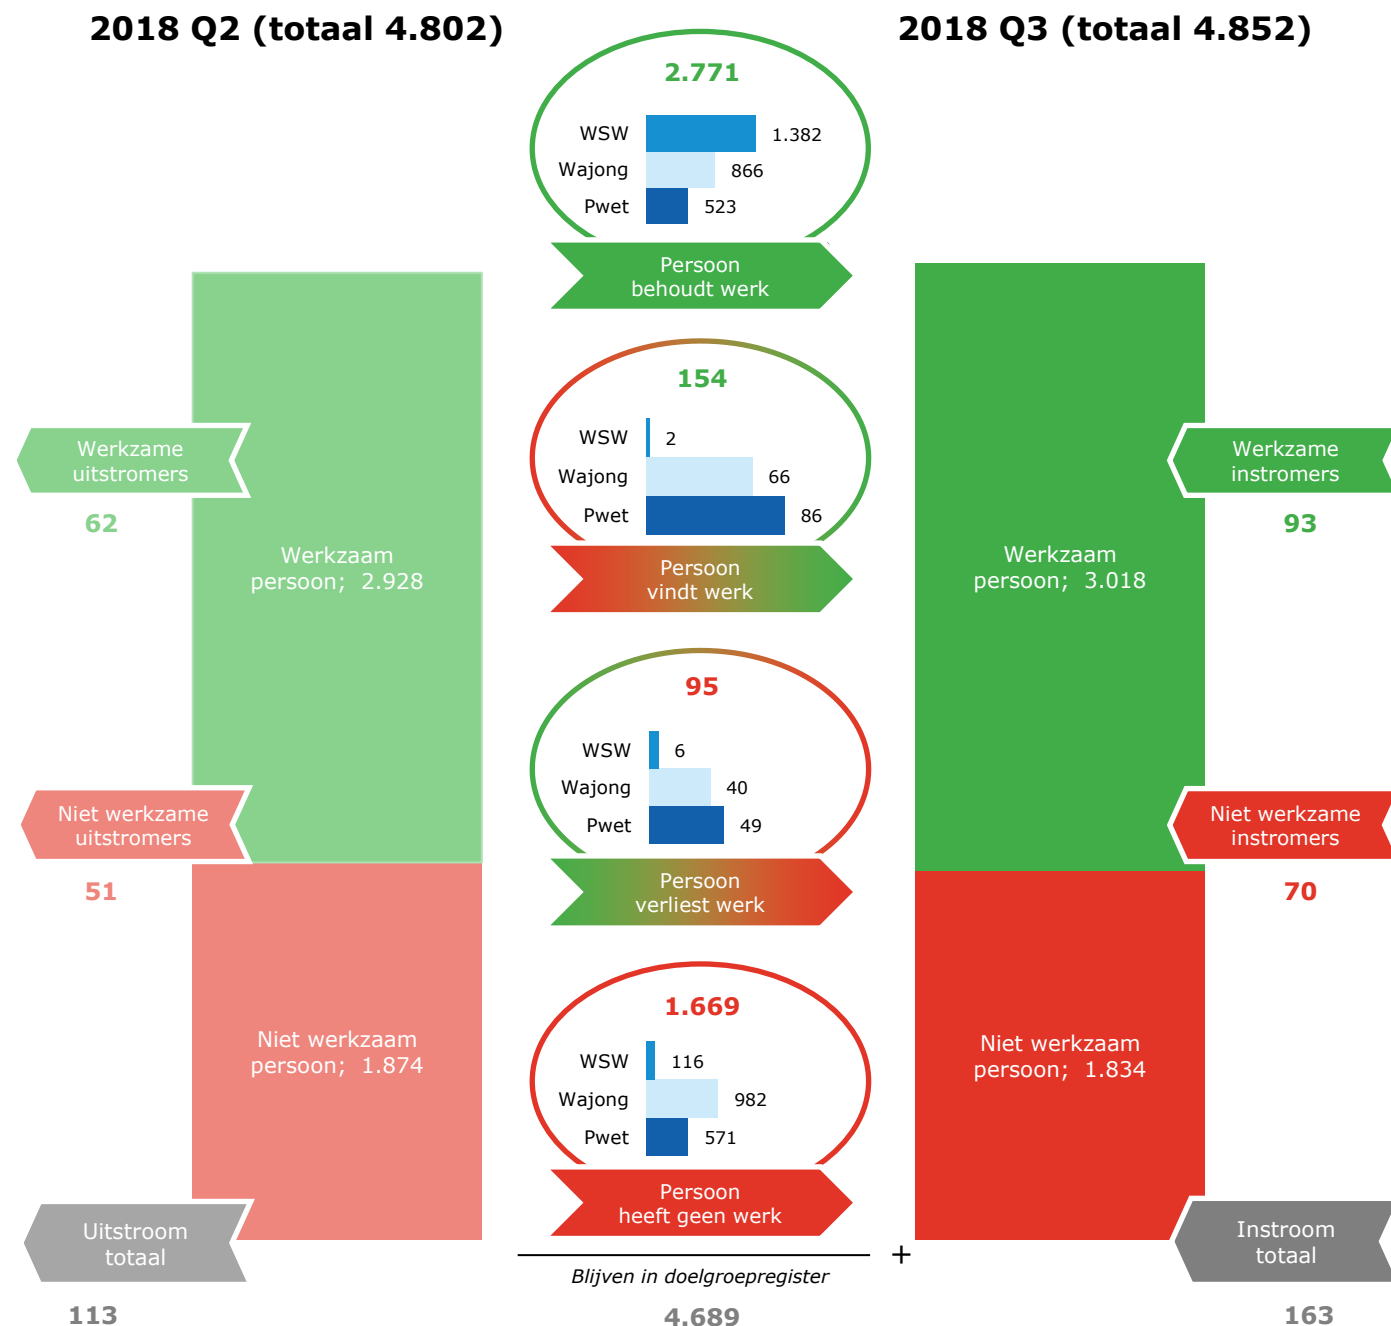 2018 Q2 (totaal 4.802)
2018 Q3 (totaal 4.852)
2.771
WSW 1.382
Wajong 866
Pwet 523
Persoon
behoudt werk
154
WSW 2
Wajong 66
Pwet 86
Persoon
vindt werk
95
WSW 6
Wajong 40
Pwet 49
Persoon
verliest werk
1.669
WSW 116
Wajong 982
Pwet 571
Persoon
heeft geen werk
Blijven in doelgroepregister
4.689
+
Werkzame
uitstromers
62
Werkzaam
persoon; 2.928
Niet werkzame
uitstromers
51
Niet werkzaam
persoon; 1.874
Uitstroom
totaal
113
Werkzaam
persoon; 3.018
Werkzame
instromers
93
Niet werkzame
instromers
70
Niet werkzaam
persoon; 1.834
Instroom
totaal
163